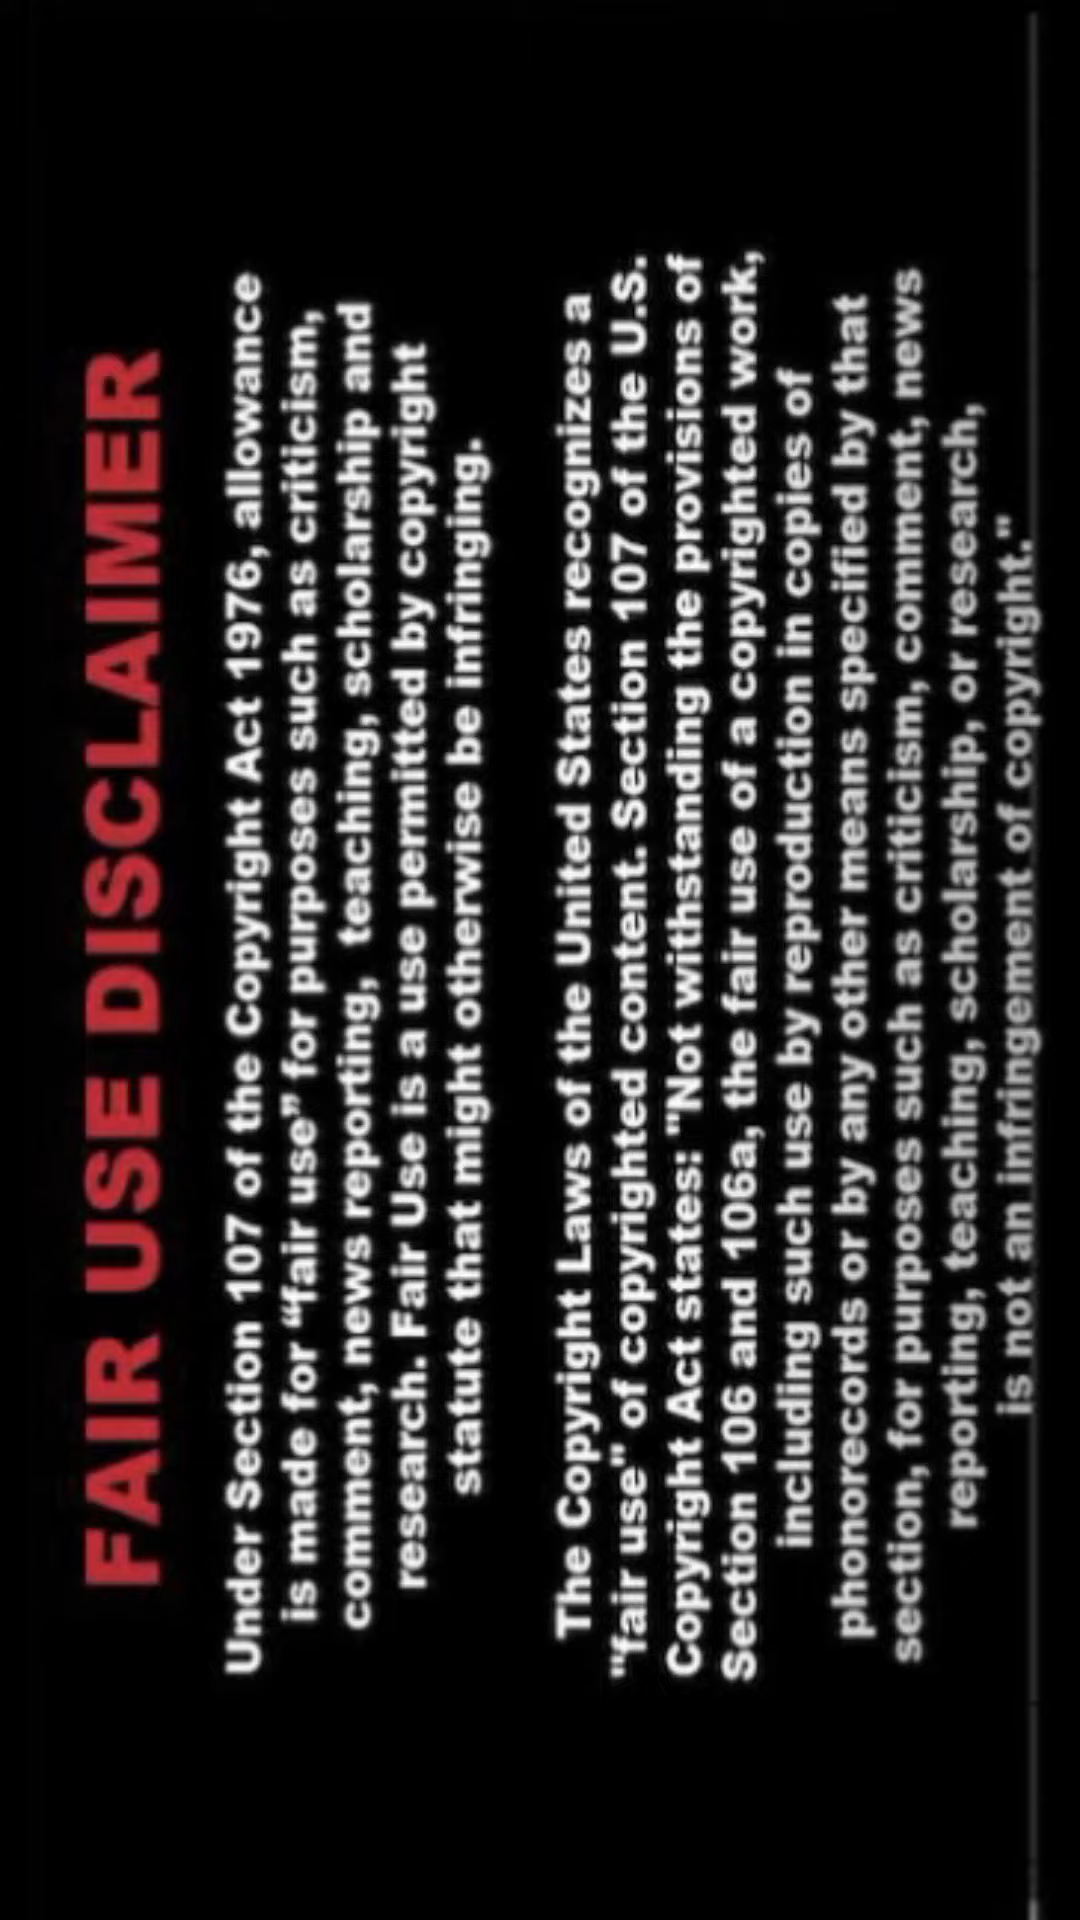 FAIR USE DISCLAIMER
Under Section 107 of the Copyright Act 1976, allowance
is made for “fair use” for purposes such as criticism,
comment, news reporting, teaching, scholarship and
research. Fair Use is a use permitted by copyright
statute that might otherwise be infringing.
The Copyright Laws of the United States recognizes a
"fair use" of copyrighted content. Section 107 of the U.S.
Copyright Act states: "Not withstanding the provisions of
Section 106 and 106a, the fair use of a copyrighted work,
including such use by reproduction in copies of
phonorecords or by any other means specified by that
section, for purposes such as criticism, comment, news
reporting, teaching, scholarship, or research,
is not an infringement of copyright."